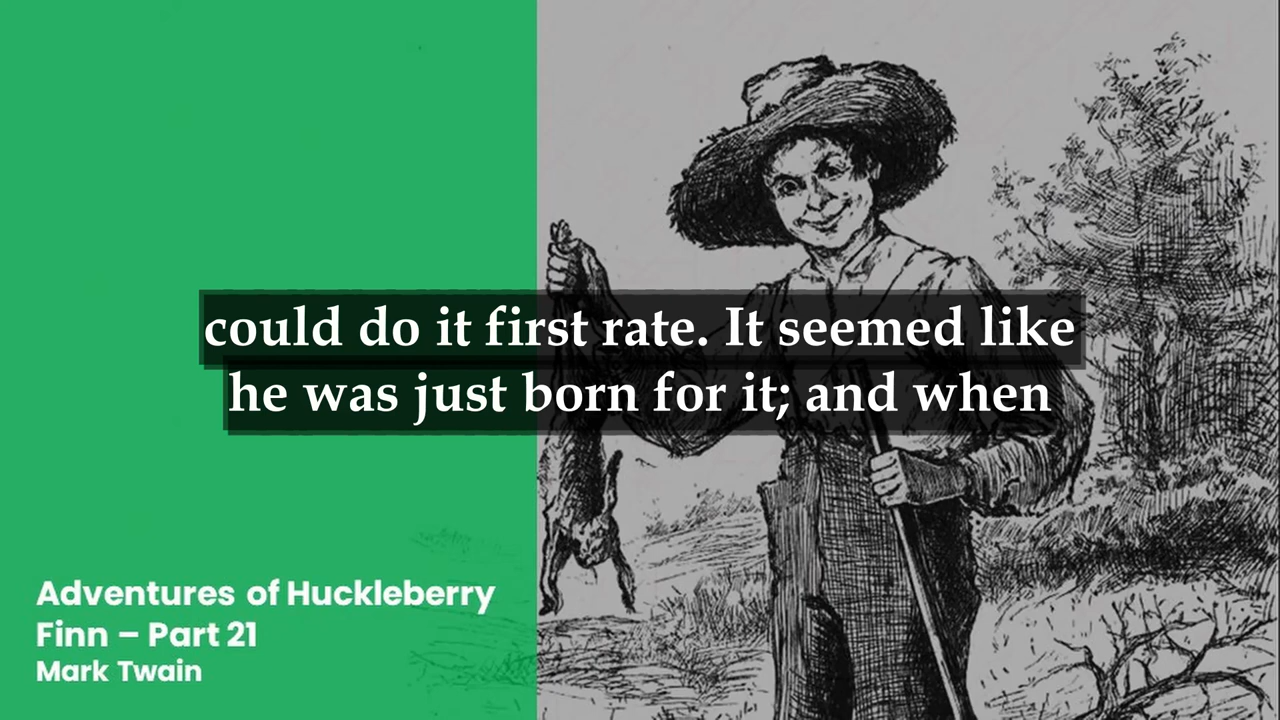 could do it first rate. It seemed like
he was just born for it; and when
Adventures of Huckleberry
Finn – Part 21
Mark Twain